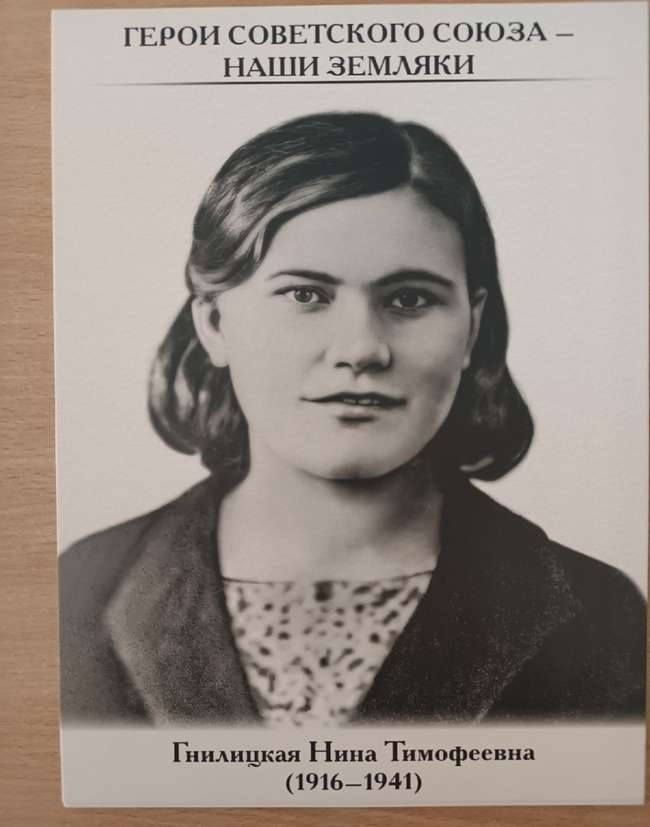 ГЕРОИ СОВЕТСКОГО СОЮЗА –
НАШИ ЗЕМЛЯКИ
Гнилицкая Нина Тимофеевна
(1916–1941)